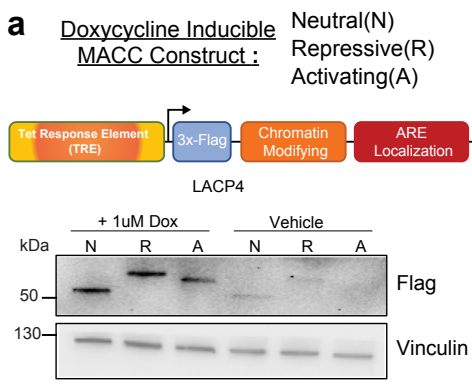 a
Doxycycline Inducible
MACC Construct :
Neutral(N)
Repressive(R)
Activating(A)
Tet Response Element
(TRE)
3x-Flag
Chromatin
Modifying
ARE
Localization
LACP4
+ 1uM Dox
Vehicle
kDa
N R A N R A
50
Flag
130
Vinculin